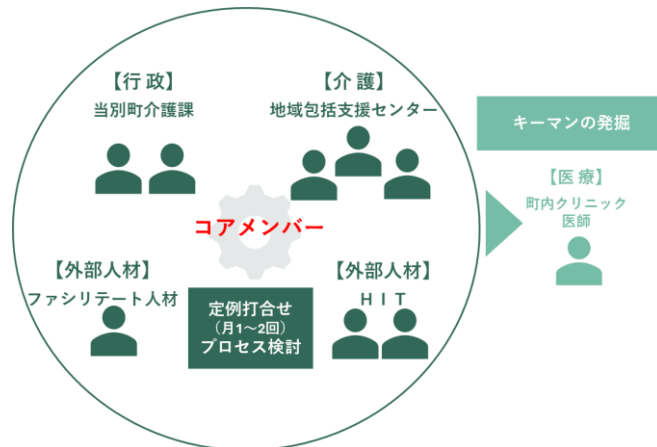 【行政】
当別町介護課
【介護】
地域包括支援センター
コアメンバー
【外部人材】
ファシリテート人材
定例打合せ
（月1～2回）
プロセス検討
【外部人材】
ＨＩＴ
キーマンの発掘
【医療】
町内クリニック
医師